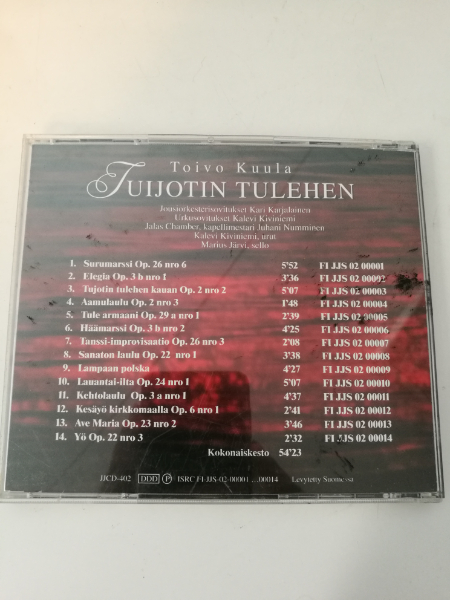 Toivo Kuula
TUIJOTIN TULEHEN
Jousiorkesterisovitukset Kari Karjalainen
Urkusovitukset Kalevi Kiviniemi
Jalas Chamber, kapellimestari Juhani Numminen
Kalevi Kiviniemi, urut
Marius Järvi, sello
1. Surumarssi Op. 26 nro 6 5'52 FI JJS 02 00001
2. Elegia Op. 3 b nro 1 3'36 FI JJS 02 00002
3. Tujotin tulehen kauan Op. 2 nro 2 5'07 FI JJS 02 00003
4. Aamulaulu Op. 2 nro 3 1'48 FI JJS 02 00004
5. Tule armaani Op. 29 a nro 1 2'39 FI JJS 02 00005
6. Häämarssi Op. 3 b nro 2 4'25 FI JJS 02 00006
7. Tanssi-improvisaatio Op. 26 nro 3 2'08 FI JJS 02 00007
8. Sanaton laulu Op. 22 nro 1 3'38 FI JJS 02 00008
9. Lampaan polska 4'27 FI JJS 02 00009
10. Lauantai-ilta Op. 24 nro 1 5'07 FI JJS 02 00010
11. Kehtolaulu Op. 3 a nro 1 4'37 FI JJS 02 00011
12. Kesäyö kirkkomaalla Op. 6 nro 1 2'41 FI JJS 02 00012
13. Ave Maria Op. 23 nro 2 3'46 FI JJS 02 00013
14. Yö Op. 22 nro 3 2'32 FI JJS 02 00014
Kokonaiskesto 54'23
JJCD-402 DDD P ISRC FI-JJS-02-00001 ....00014 Levytetty Suomessa